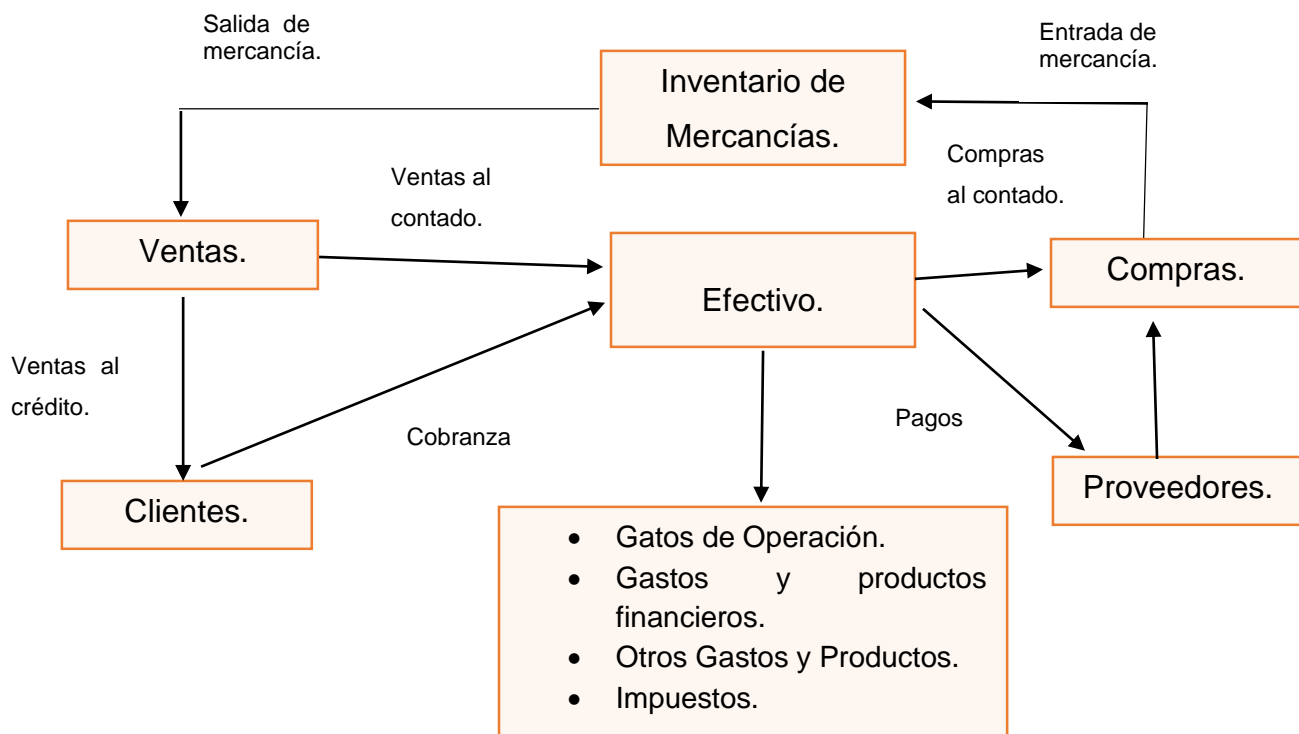 Salida de
mercancía.
Entrada de
mercancía.
Inventario de
Mercancías.
Ventas al
contado.
Compras
al contado.
Ventas.
Efectivo.
Compras.
Ventas al
crédito.
Cobranza
Pagos
Clientes.
Proveedores.
• Gatos de Operación.
• Gastos y productos
financieros.
• Otros Gastos y Productos.
• Impuestos.